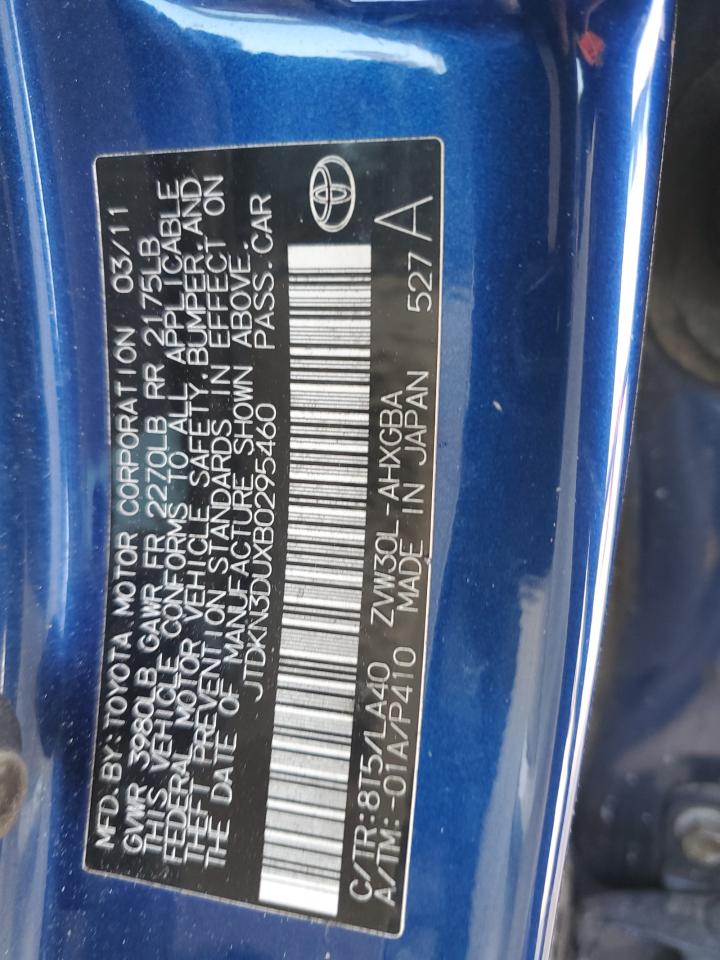 MFD. BY: TOYOTA MOTOR CORPORATION 03/11
GVWR 3980LB GAWR FR 2270LB RR 2175LB
THIS VEHICLE CONFORMS TO ALL APPLICABLE
FEDERAL MOTOR VEHICLE SAFETY, BUMPER, AND
THEFT PREVENTION STANDARDS IN EFFECT ON
THE DATE OF MANUFACTURE SHOWN ABOVE.
JTDKN3DUXB0295460 PASS. CAR
C/TR: 8T5/LA40 ZVW30L-AHXGBA
A/TM: -01A/P410 MADE IN JAPAN 527 A